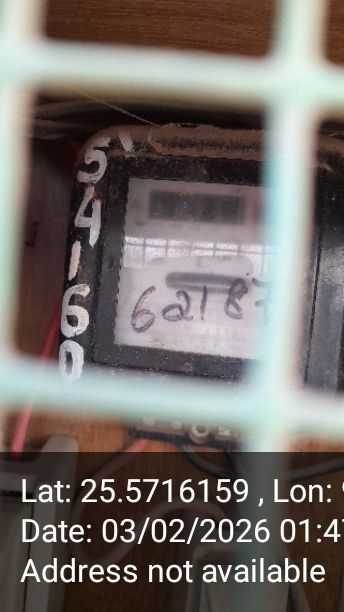 54160
62187
Lat: 25.5716159 , Lon:
Date: 03/02/2026 01:4
Address not available